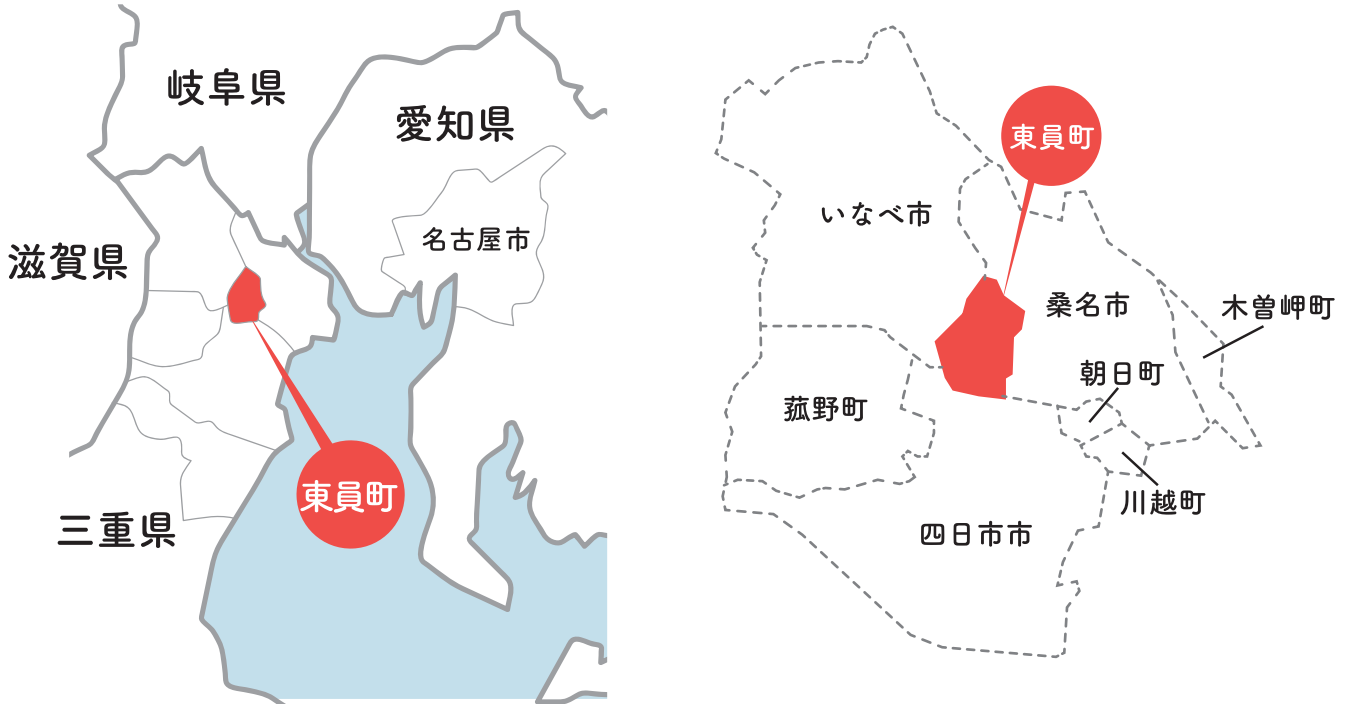 岐阜県
愛知県
名古屋市
滋賀県
東員町
三重県
東員町
いなべ市
桑名市
木曽岬町
朝日町
菰野町
川越町
四日市市